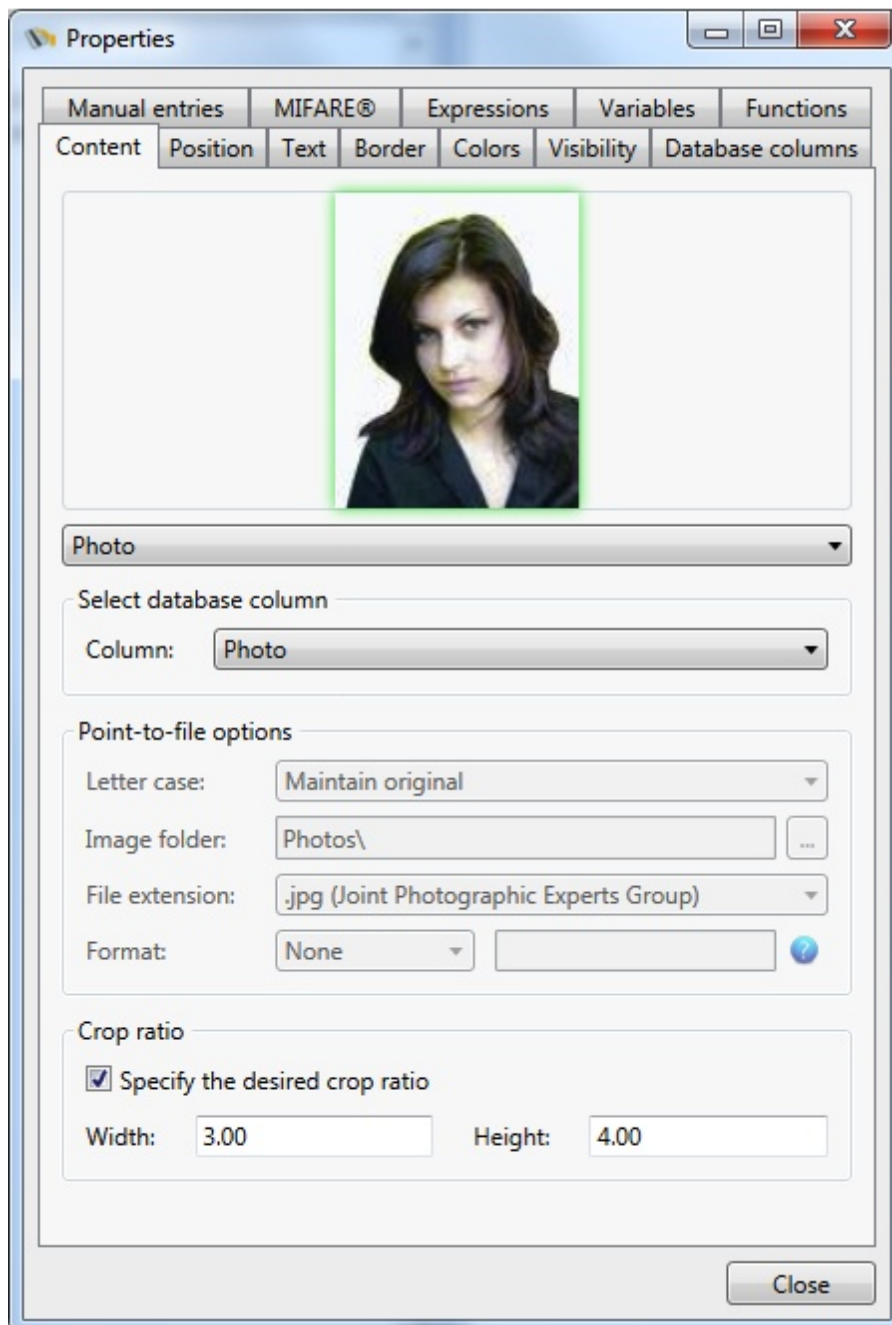 Properties
Manual entries MIFARE® Expressions Variables Functions
Content Position Text Border Colors Visibility Database columns
Photo
Select database column
Column: Photo
Point-to-file options
Letter case: Maintain original
Image folder: Photos\ ...
File extension: .jpg (Joint Photographic Experts Group)
Format: None ?
Crop ratio
Specify the desired crop ratio
Width: 3.00 Height: 4.00
Close